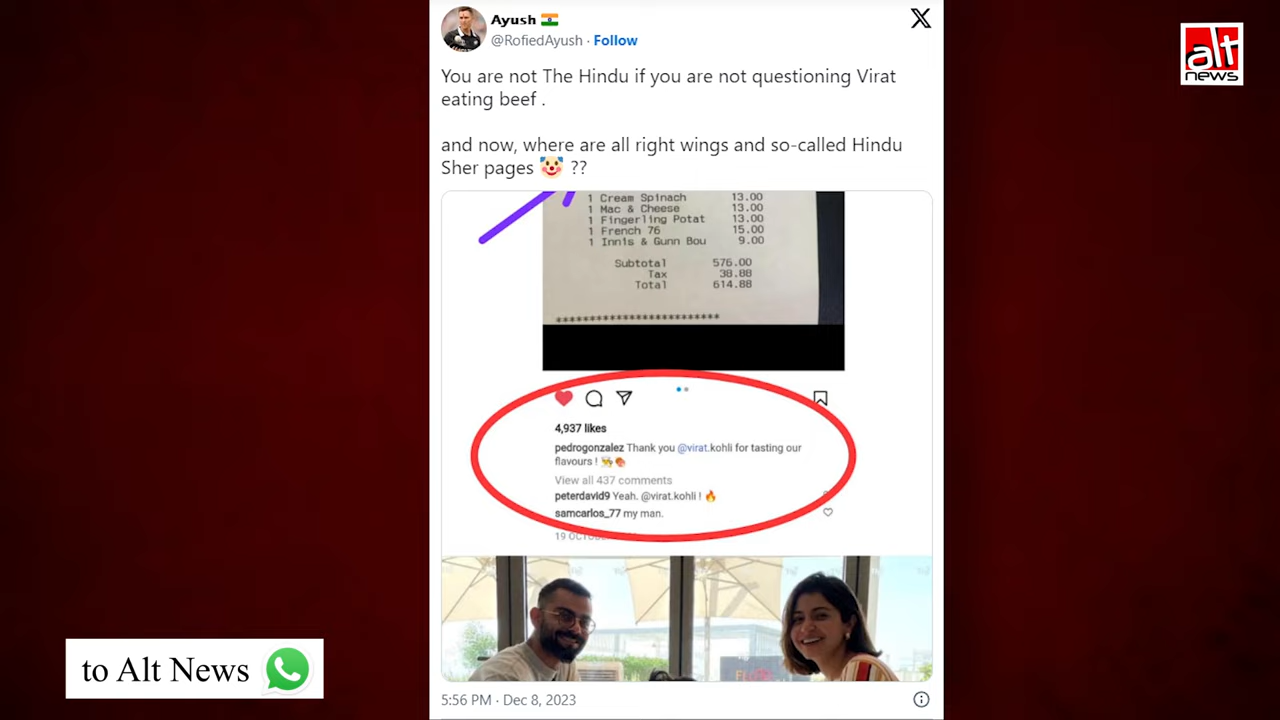 Ayush 🇮🇳
@RofiedAyush · Follow
X
alt
news
You are not The Hindu if you are not questioning Virat
eating beef .
and now, where are all right wings and so-called Hindu
Sher pages 🤡 ??
1 Cream Spinach 13.00
1 Mac & Cheese 13.00
1 Fingerling Potat 13.00
1 French 76 15.00
1 Innis & Gunn Bou 9.00
Subtotal 576.00
Tax 38.88
Total 614.88
*************************
4,937 likes
pedrogonzalez Thank you @virat.kohli for tasting our
flavours !
View all 437 comments
peterdavid9 Yeah. @virat.kohli ! 🔥
samcarlos_77 my man.
to Alt News
5:56 PM · Dec 8, 2023